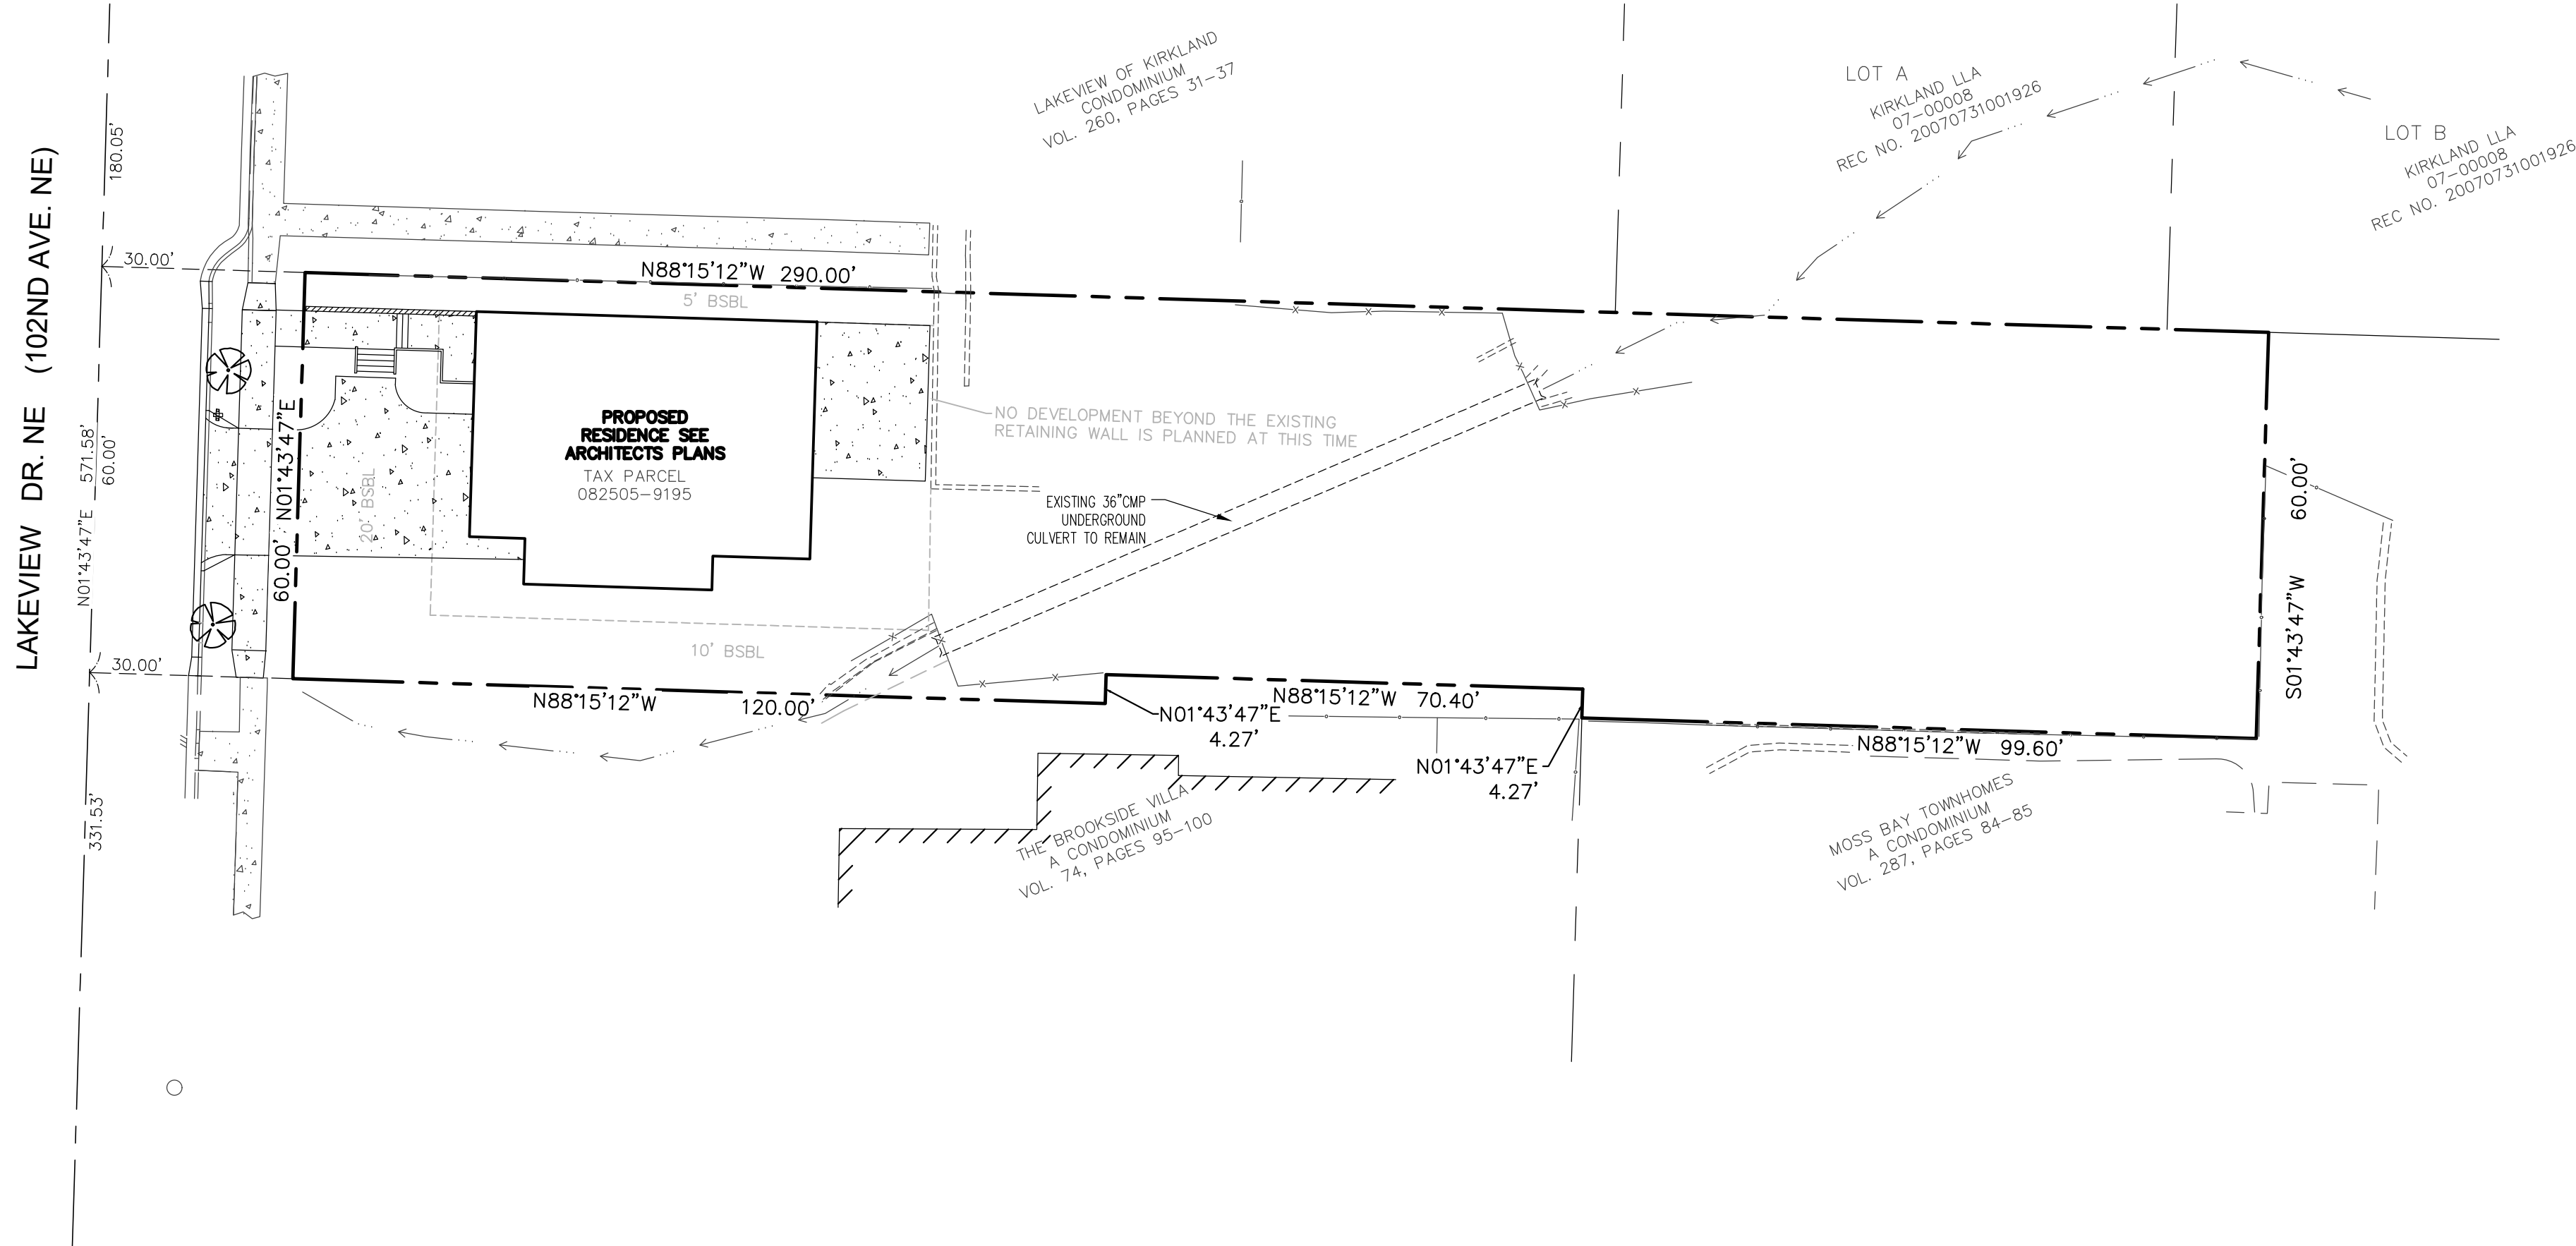 LAKEVIEW DR. NE (102ND AVE. NE)
180.05'
30.00'
N01°43'47"E 571.58'
60.00'
30.00'
331.53'
LAKEVIEW OF KIRKLAND
CONDOMINIUM
VOL. 260, PAGES 31-37
LOT A
KIRKLAND LLA
07-00008
REC NO. 20070731001926
LOT B
KIRKLAND LLA
07-00008
REC NO. 20070731001926
N88°15'12"W 290.00'
5' BSBL
60.00' N01°43'47"E
20' BSBL
PROPOSED
RESIDENCE SEE
ARCHITECTS PLANS
TAX PARCEL
082505-9195
NO DEVELOPMENT BEYOND THE EXISTING
RETAINING WALL IS PLANNED AT THIS TIME
EXISTING 36"CMP
UNDERGROUND
CULVERT TO REMAIN
10' BSBL
N88°15'12"W 120.00'
N01°43'47"E
4.27'
N88°15'12"W 70.40'
N01°43'47"E
4.27'
N88°15'12"W 99.60'
60.00'
S01°43'47"W
THE BROOKSIDE VILLA
A CONDOMINIUM
VOL. 74, PAGES 95-100
MOSS BAY TOWNHOMES
A CONDOMINIUM
VOL. 287, PAGES 84-85